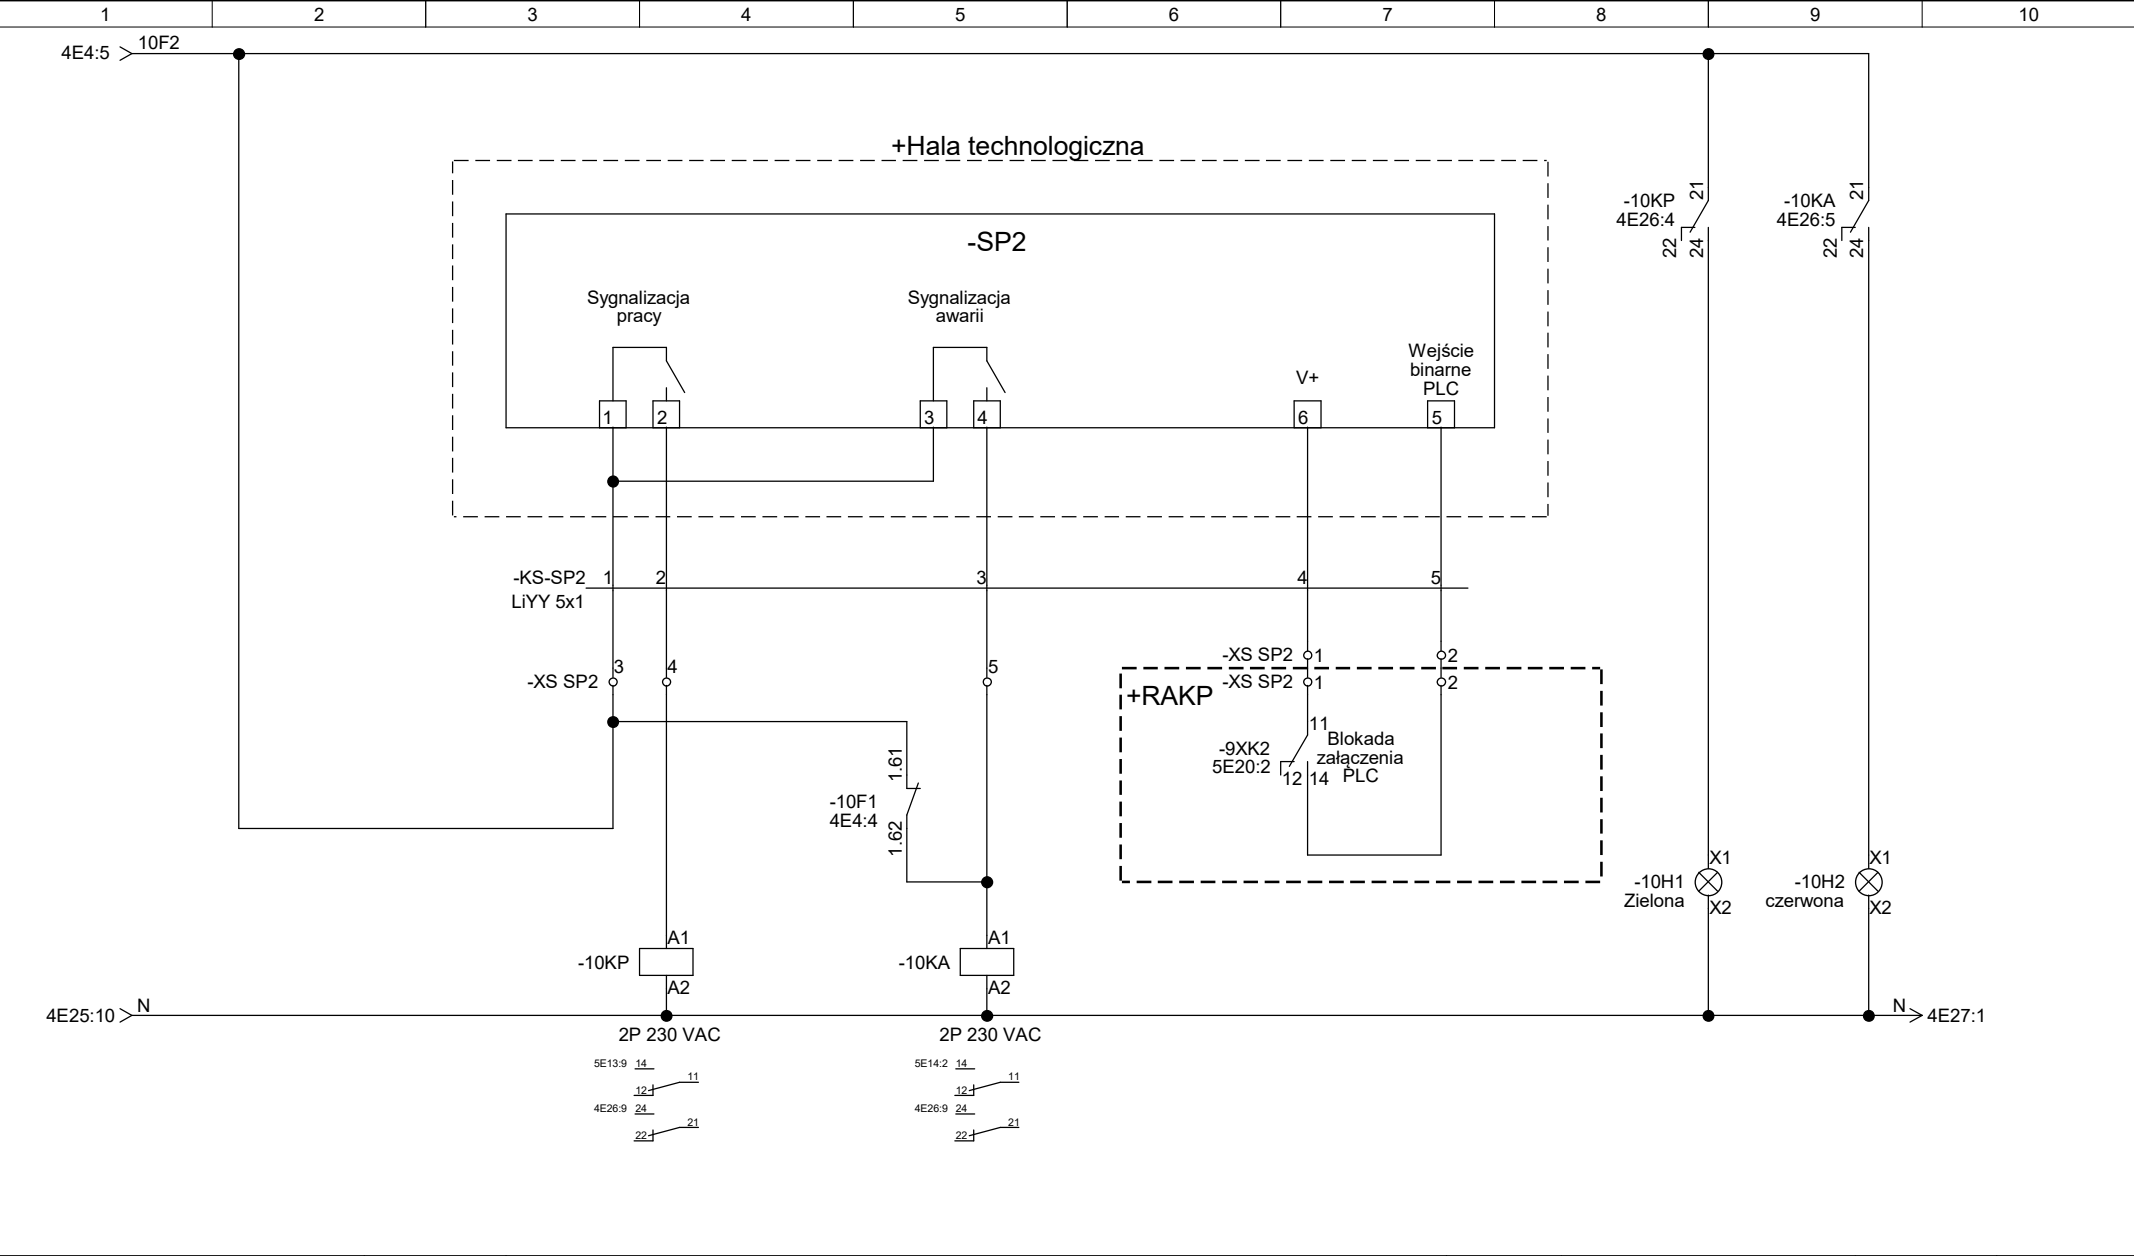 1 2 3 4 5 6 7 8 9 10
4E4:5 10F2
+Hala technologiczna
-SP2
Sygnalizacja
pracy
Sygnalizacja
awarii
V+
Wejście
binarne
PLC
1 2 3 4 6 5
-10KP
4E26:4
21
22
24
-10KA
4E26:5
21
22
24
-KS-SP2 1 2 3 4 5
LiYY 5x1
-XS SP2 3 4 5
-XS SP2 1 2
-XS SP2 1 2
+RAKP
-9XK2
5E20:2
11
12 14
Blokada
załączenia
PLC
1.61
-10F1
4E4:4
1.62
-10H1
Zielona
X1
X2
-10H2
czerwona
X1
X2
A1
-10KP
A2
A1
-10KA
A2
4E25:10 N
N 4E27:1
2P 230 VAC
5E13:9 14
11
12
4E26:9 24
21
22
2P 230 VAC
5E14:2 14
11
12
4E26:9 24
21
22